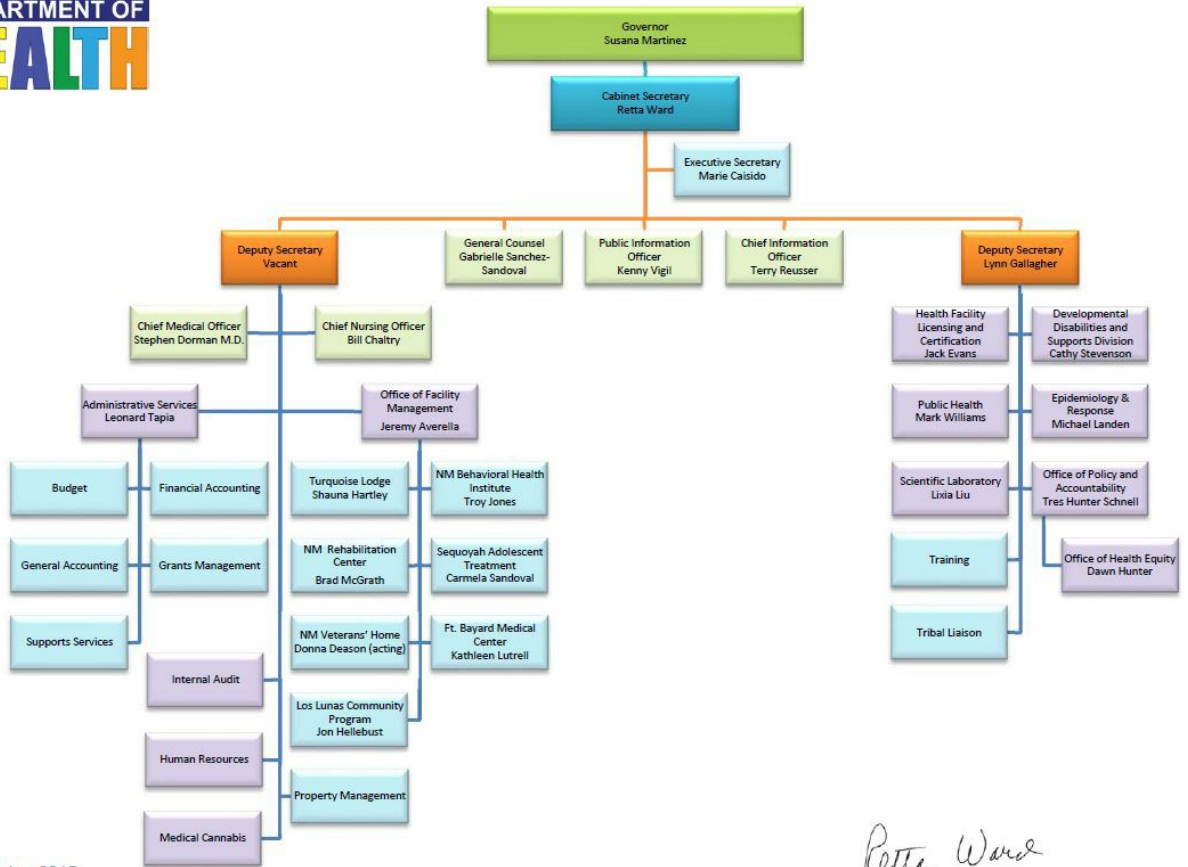 DEPARTMENT OF
HEALTH
Governor
Susana Martinez
Cabinet Secretary
Retta Ward
Executive Secretary
Marie Caisido
Deputy Secretary
Vacant
General Counsel
Gabrielle Sanchez-
Sandoval
Public Information
Officer
Kenny Vigil
Chief Information
Officer
Terry Reusser
Deputy Secretary
Lynn Gallagher
Chief Medical Officer
Stephen Dorman M.D.
Chief Nursing Officer
Bill Chaltry
Health Facility
Licensing and
Certification
Jack Evans
Developmental
Disabilities and
Supports Division
Cathy Stevenson
Administrative Services
Leonard Tapia
Office of Facility
Management
Jeremy Averella
Public Health
Mark Williams
Epidemiology &
Response
Michael Landen
Budget
Financial Accounting
Turquoise Lodge
Shauna Hartley
NM Behavioral Health
Institute
Troy Jones
Scientific Laboratory
Lixia Liu
Office of Policy and
Accountability
Tres Hunter Schnell
General Accounting
Grants Management
NM Rehabilitation
Center
Brad McGrath
Sequoyah Adolescent
Treatment
Carmela Sandoval
Training
Office of Health Equity
Dawn Hunter
Supports Services
NM Veterans' Home
Donna Deason (acting)
Ft. Bayard Medical
Center
Kathleen Lutrell
Tribal Liaison
Internal Audit
Los Lunas Community
Program
Jon Hellebust
Human Resources
Property Management
Medical Cannabis
Retta Ward